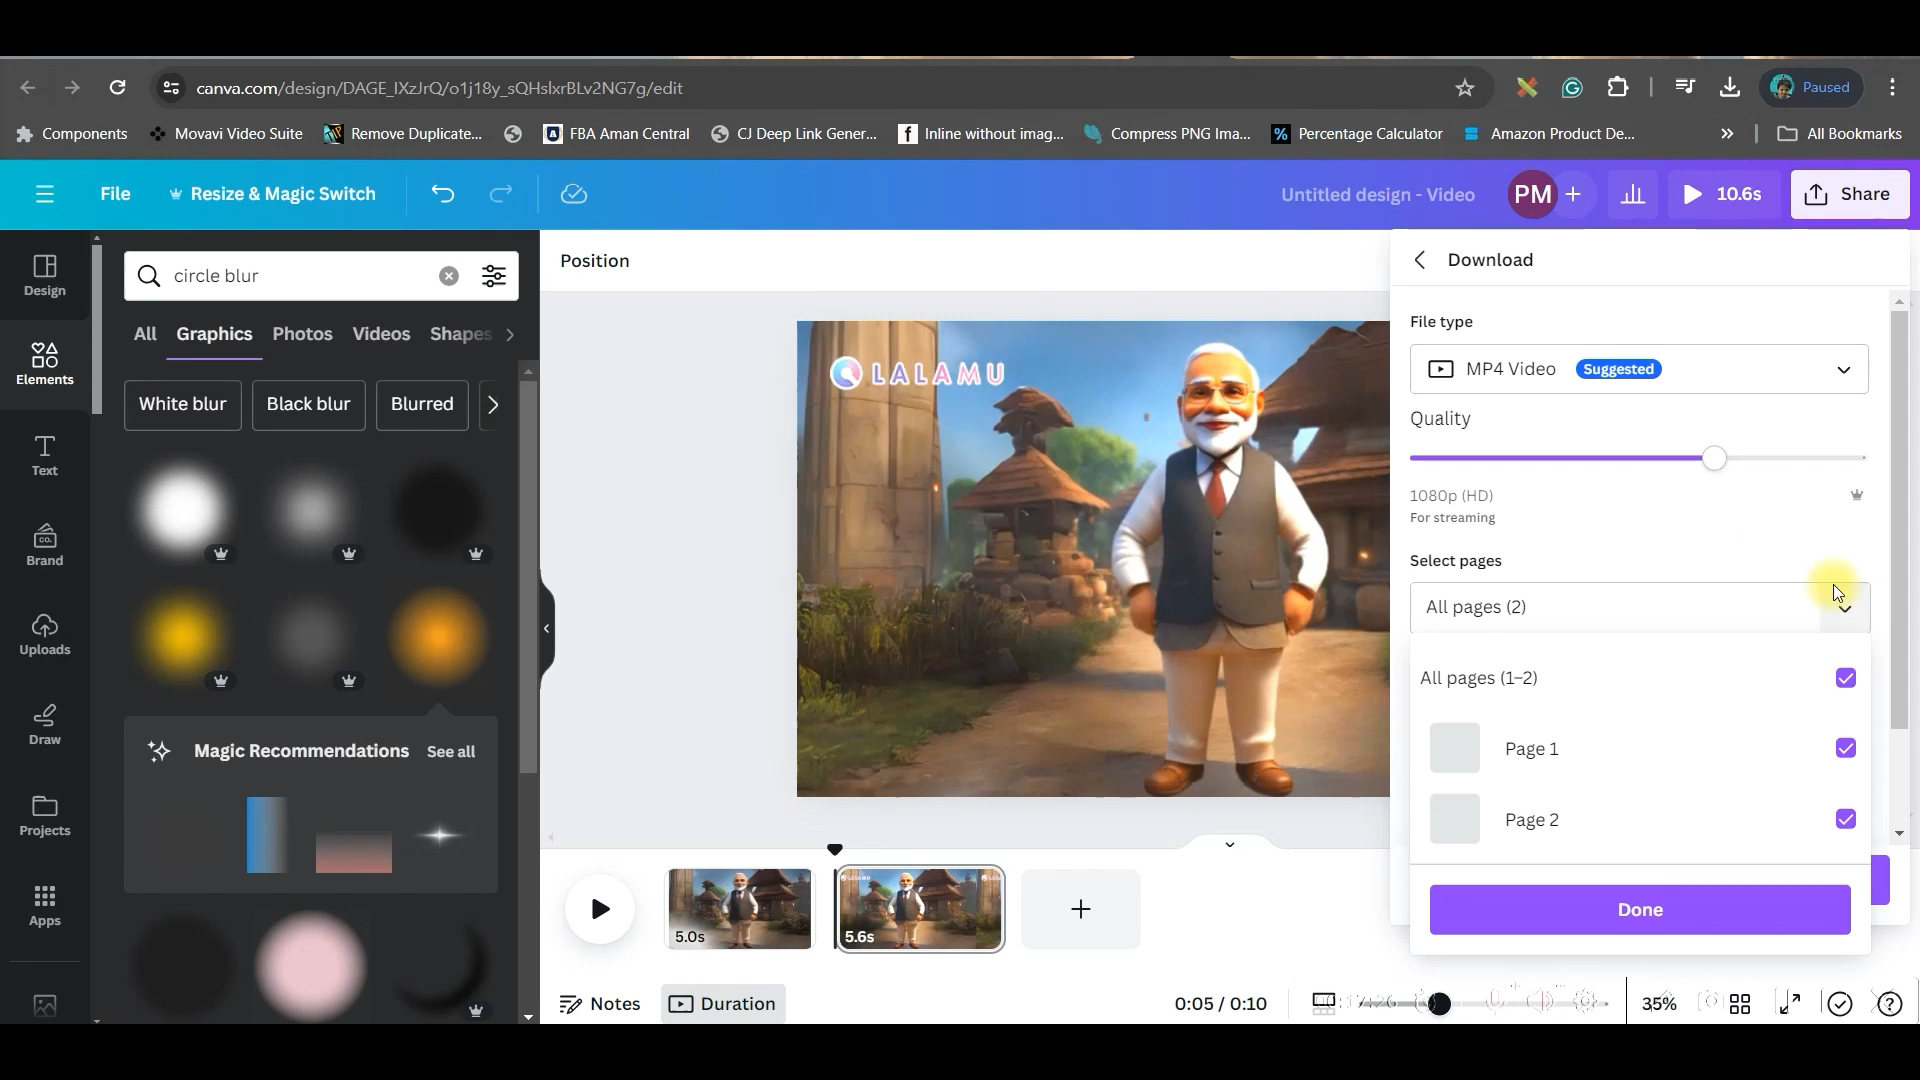 canva.com/design/DAGE_IXzJrQ/o1j18y_sQHslxrBLv2NG7g/edit
Paused
Components
Movavi Video Suite
Remove Duplicate...
FBA Aman Central
CJ Deep Link Gener...
Inline without imag...
Compress PNG Ima...
Percentage Calculator
Amazon Product De...
All Bookmarks
File
Resize & Magic Switch
Untitled design - Video
PM
10.6s
Share
Design
Elements
Text
Brand
Uploads
Draw
Projects
Apps
circle blur
All
Graphics
Photos
Videos
Shapes
White blur
Black blur
Blurred
Magic Recommendations
See all
Position
LALAMU
5.0s
5.6s
Notes
Duration
0:05 / 0:10
35%
Download
File type
MP4 Video
Suggested
Quality
1080p (HD)
For streaming
Select pages
All pages (2)
All pages (1–2)
Page 1
Page 2
Done